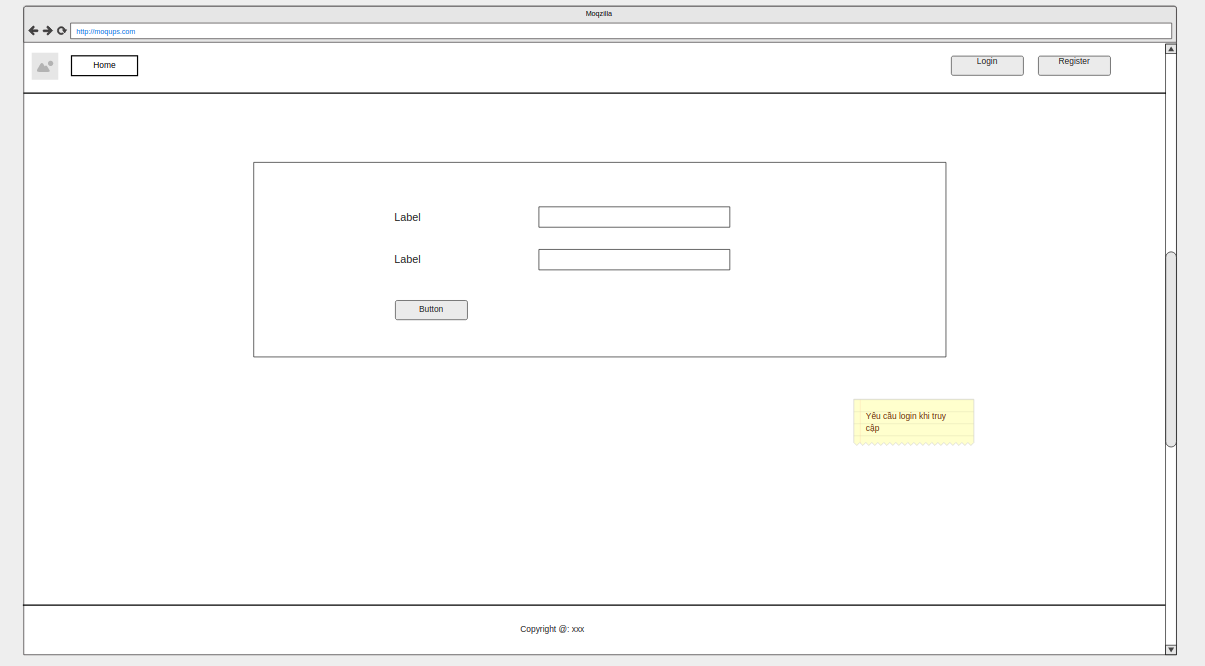 Moqzilla
http://moqups.com
Home
Login
Register
Label
Label
Button
Yêu cầu login khi truy
cập
Copyright @: xxx